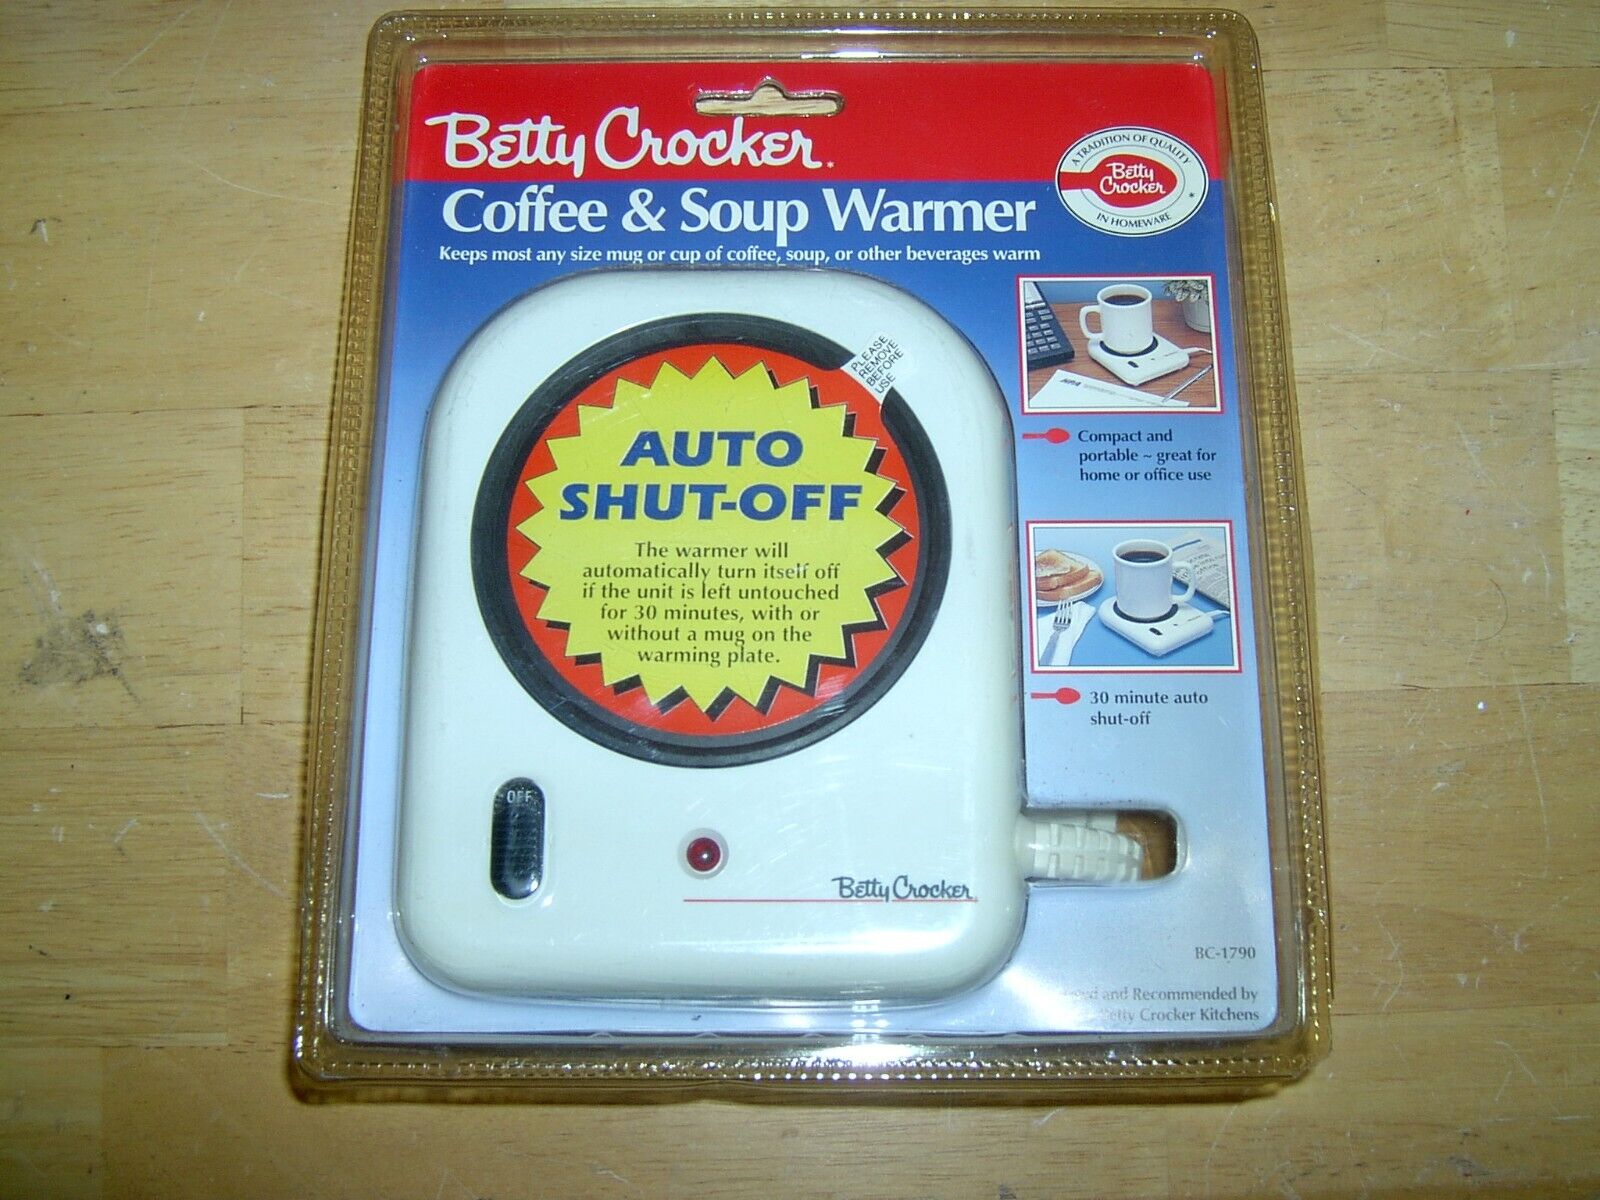 Betty Crocker*
Coffee & Soup Warmer
Keeps most any size mug or cup of coffee, soup, or other beverages warm
A TRADITION OF QUALITY
Betty
Crocker
*
IN HOMEWARE
PLEASE
REMOVE
BEFORE
USE
AUTO
SHUT-OFF
The warmer will
automatically turn itself off
if the unit is left untouched
for 30 minutes, with or
without a mug on the
warming plate.
Compact and
portable ~ great for
home or office use
30 minute auto
shut-off
OFF
Betty Crocker
BC-1790
and Recommended by
Betty Crocker Kitchens